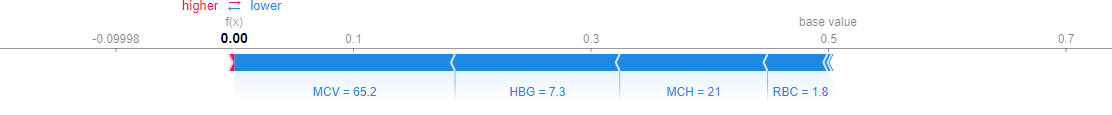 higher ⇄ lower
f(x) base value
-0.09998 0.00 0.1 0.3 0.5 0.7
MCV = 65.2 HBG = 7.3 MCH = 21 RBC = 1.8